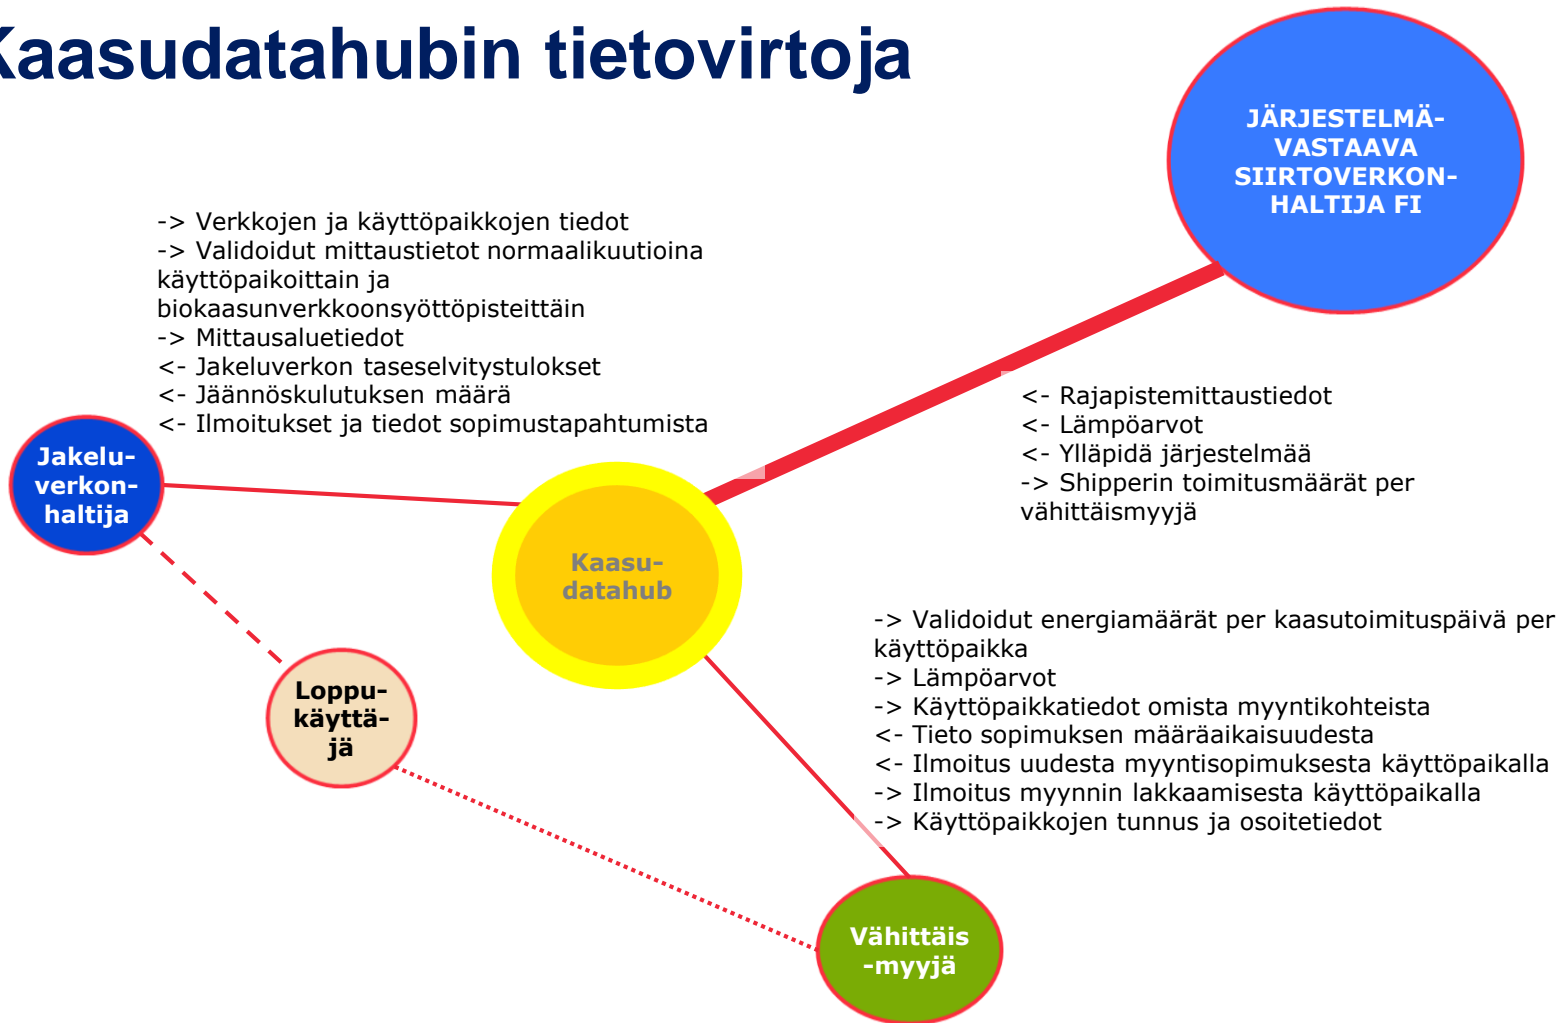 Kaasudatahubin tietovirtoja
JÄRJESTELMÄ-
VASTAAVA
SIIRTOVERKON-
HALTIJA FI
-> Verkkojen ja käyttöpaikkojen tiedot
-> Validoidut mittaustietot normaalikuutioina
käyttöpaikoittain ja
biokaasunverkkoonsyöttöpisteittäin
-> Mittausaluetiedot
<- Jakeluverkon taseselvitystulokset
<- Jäännöskulutuksen määrä
<- Ilmoitukset ja tiedot sopimustapahtumista
<- Rajapistemittaustiedot
<- Lämpöarvot
<- Ylläpidä järjestelmää
-> Shipperin toimitusmäärät per
vähittäismyyjä
Jakelu-
verkon-
haltija
Kaasu-
datahub
-> Validoidut energiamäärät per kaasutoimituspäivä per
käyttöpaikka
-> Lämpöarvot
-> Käyttöpaikkatiedot omista myyntikohteista
<- Tieto sopimuksen määräaikaisuudesta
<- Ilmoitus uudesta myyntisopimuksesta käyttöpaikalla
-> Ilmoitus myynnin lakkaamisesta käyttöpaikalla
-> Käyttöpaikkojen tunnus ja osoitetiedot
Loppu-
käyttä-
jä
Vähittäis
-myyjä